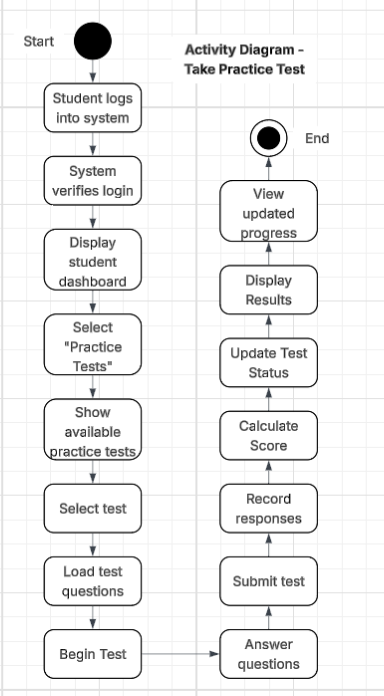 Start
Activity Diagram -
Take Practice Test
Student logs
into system
System
verifies login
Display
student
dashboard
Select
"Practice
Tests"
Show
available
practice tests
Select test
Load test
questions
Begin Test
Answer
questions
Submit test
Record
responses
Calculate
Score
Update Test
Status
Display
Results
View
updated
progress
End